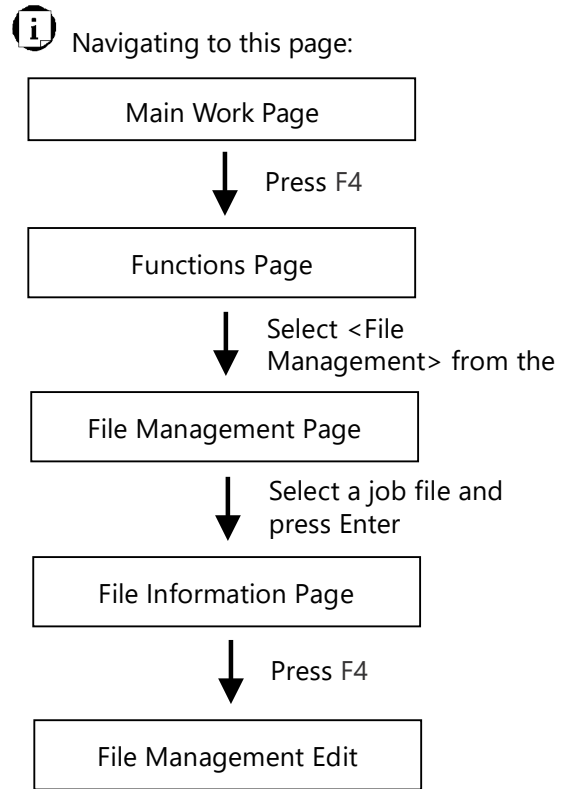 i
Navigating to this page:
Main Work Page
Press F4
Functions Page
Select <File
Management> from the
File Management Page
Select a job file and
press Enter
File Information Page
Press F4
File Management Edit